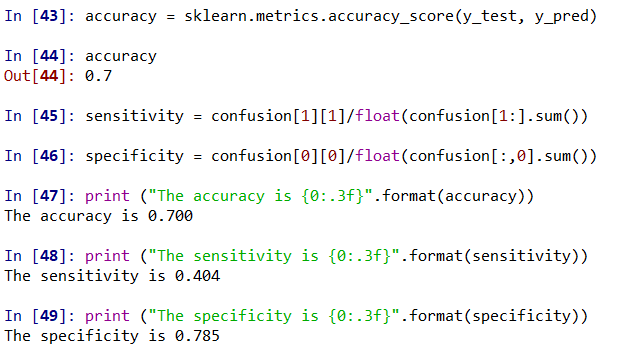 In [43]: accuracy = sklearn.metrics.accuracy_score(y_test, y_pred)
In [44]: accuracy
Out[44]: 0.7
In [45]: sensitivity = confusion[1][1]/float(confusion[1:].sum())
In [46]: specificity = confusion[0][0]/float(confusion[:,0].sum())
In [47]: print ("The accuracy is {0:.3f}".format(accuracy))
The accuracy is 0.700
In [48]: print ("The sensitivity is {0:.3f}".format(sensitivity))
The sensitivity is 0.404
In [49]: print ("The specificity is {0:.3f}".format(specificity))
The specificity is 0.785